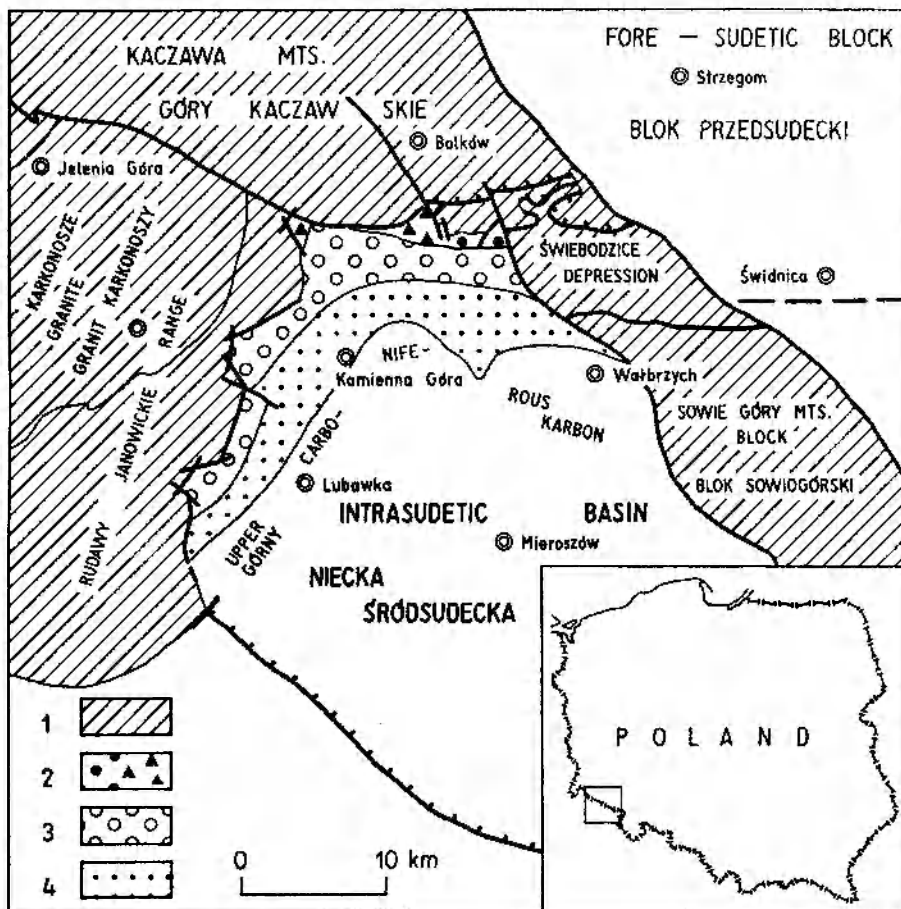 KACZAWA MTS.
GÓRY KACZAWSKIE
FORE — SUDETIC BLOCK
Strzegom
BLOK PRZEDSUDECKI
Bolków
Jelenia Góra
KARKONOSZE
GRANITE
GRANIT KARKONOSZY
RANGE
ŚWIEBODZICE
DEPRESSION
Świdnica
NIFE-
Kamienna Góra
Wałbrzych
ROUS
KARBON
SOWIE GÓRY MTS.
BLOCK
BLOK SOWIOGÓRSKI
CARBO-
JANOWICKIE
RUDAWY
Lubawka
INTRASUDETIC BASIN
UPPER
GÓRNY
Mieroszów
NIECKA
ŚRÓDSUDECKA
1
2
3
4
0 10 km
POLAND